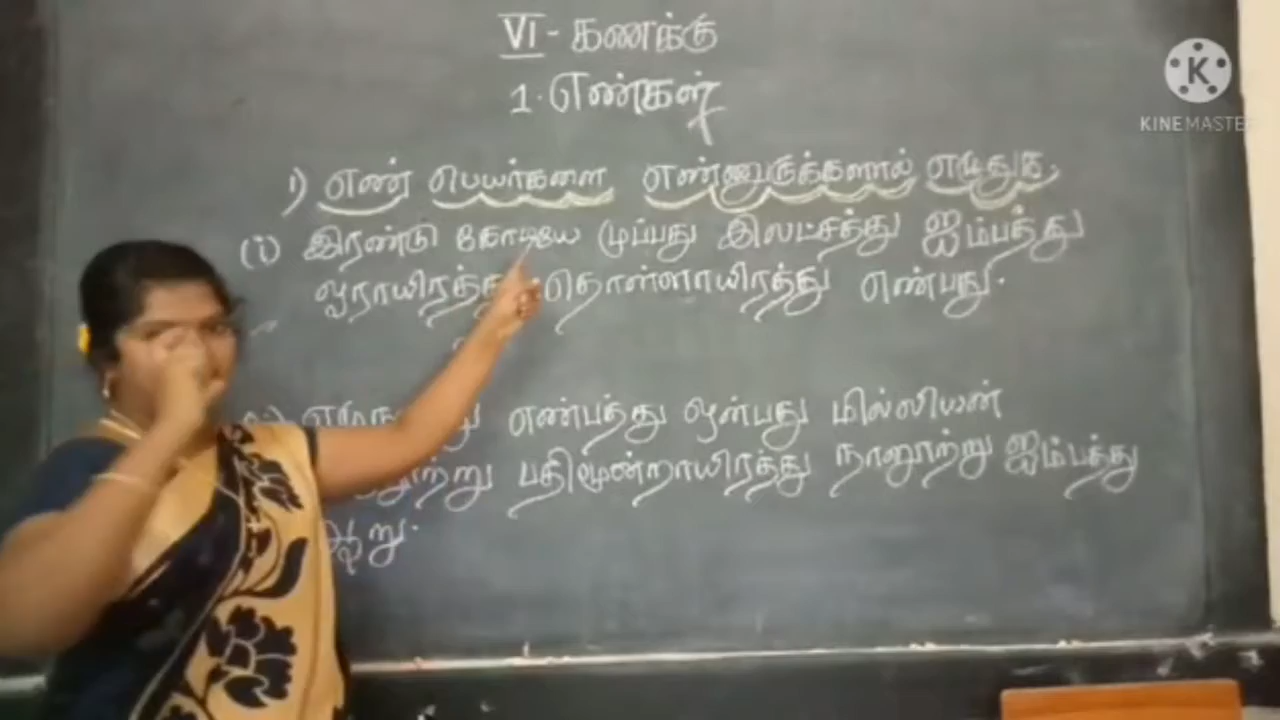 VI - கணக்கு
1. எண்கள்
K
KINEMASTER
1) எண் பெயர்களை எண்ணுருக்களால் எழுதுக.
(i) இரண்டு கோடியே முப்பது இலட்சத்து ஐம்பத்து
ஓராயிரத்து தொள்ளாயிரத்து எண்பது.
எண்பத்து ஒன்பது மில்லியன்
பதிமூன்றாயிரத்து நானூற்று ஐம்பத்து
ஆறு.